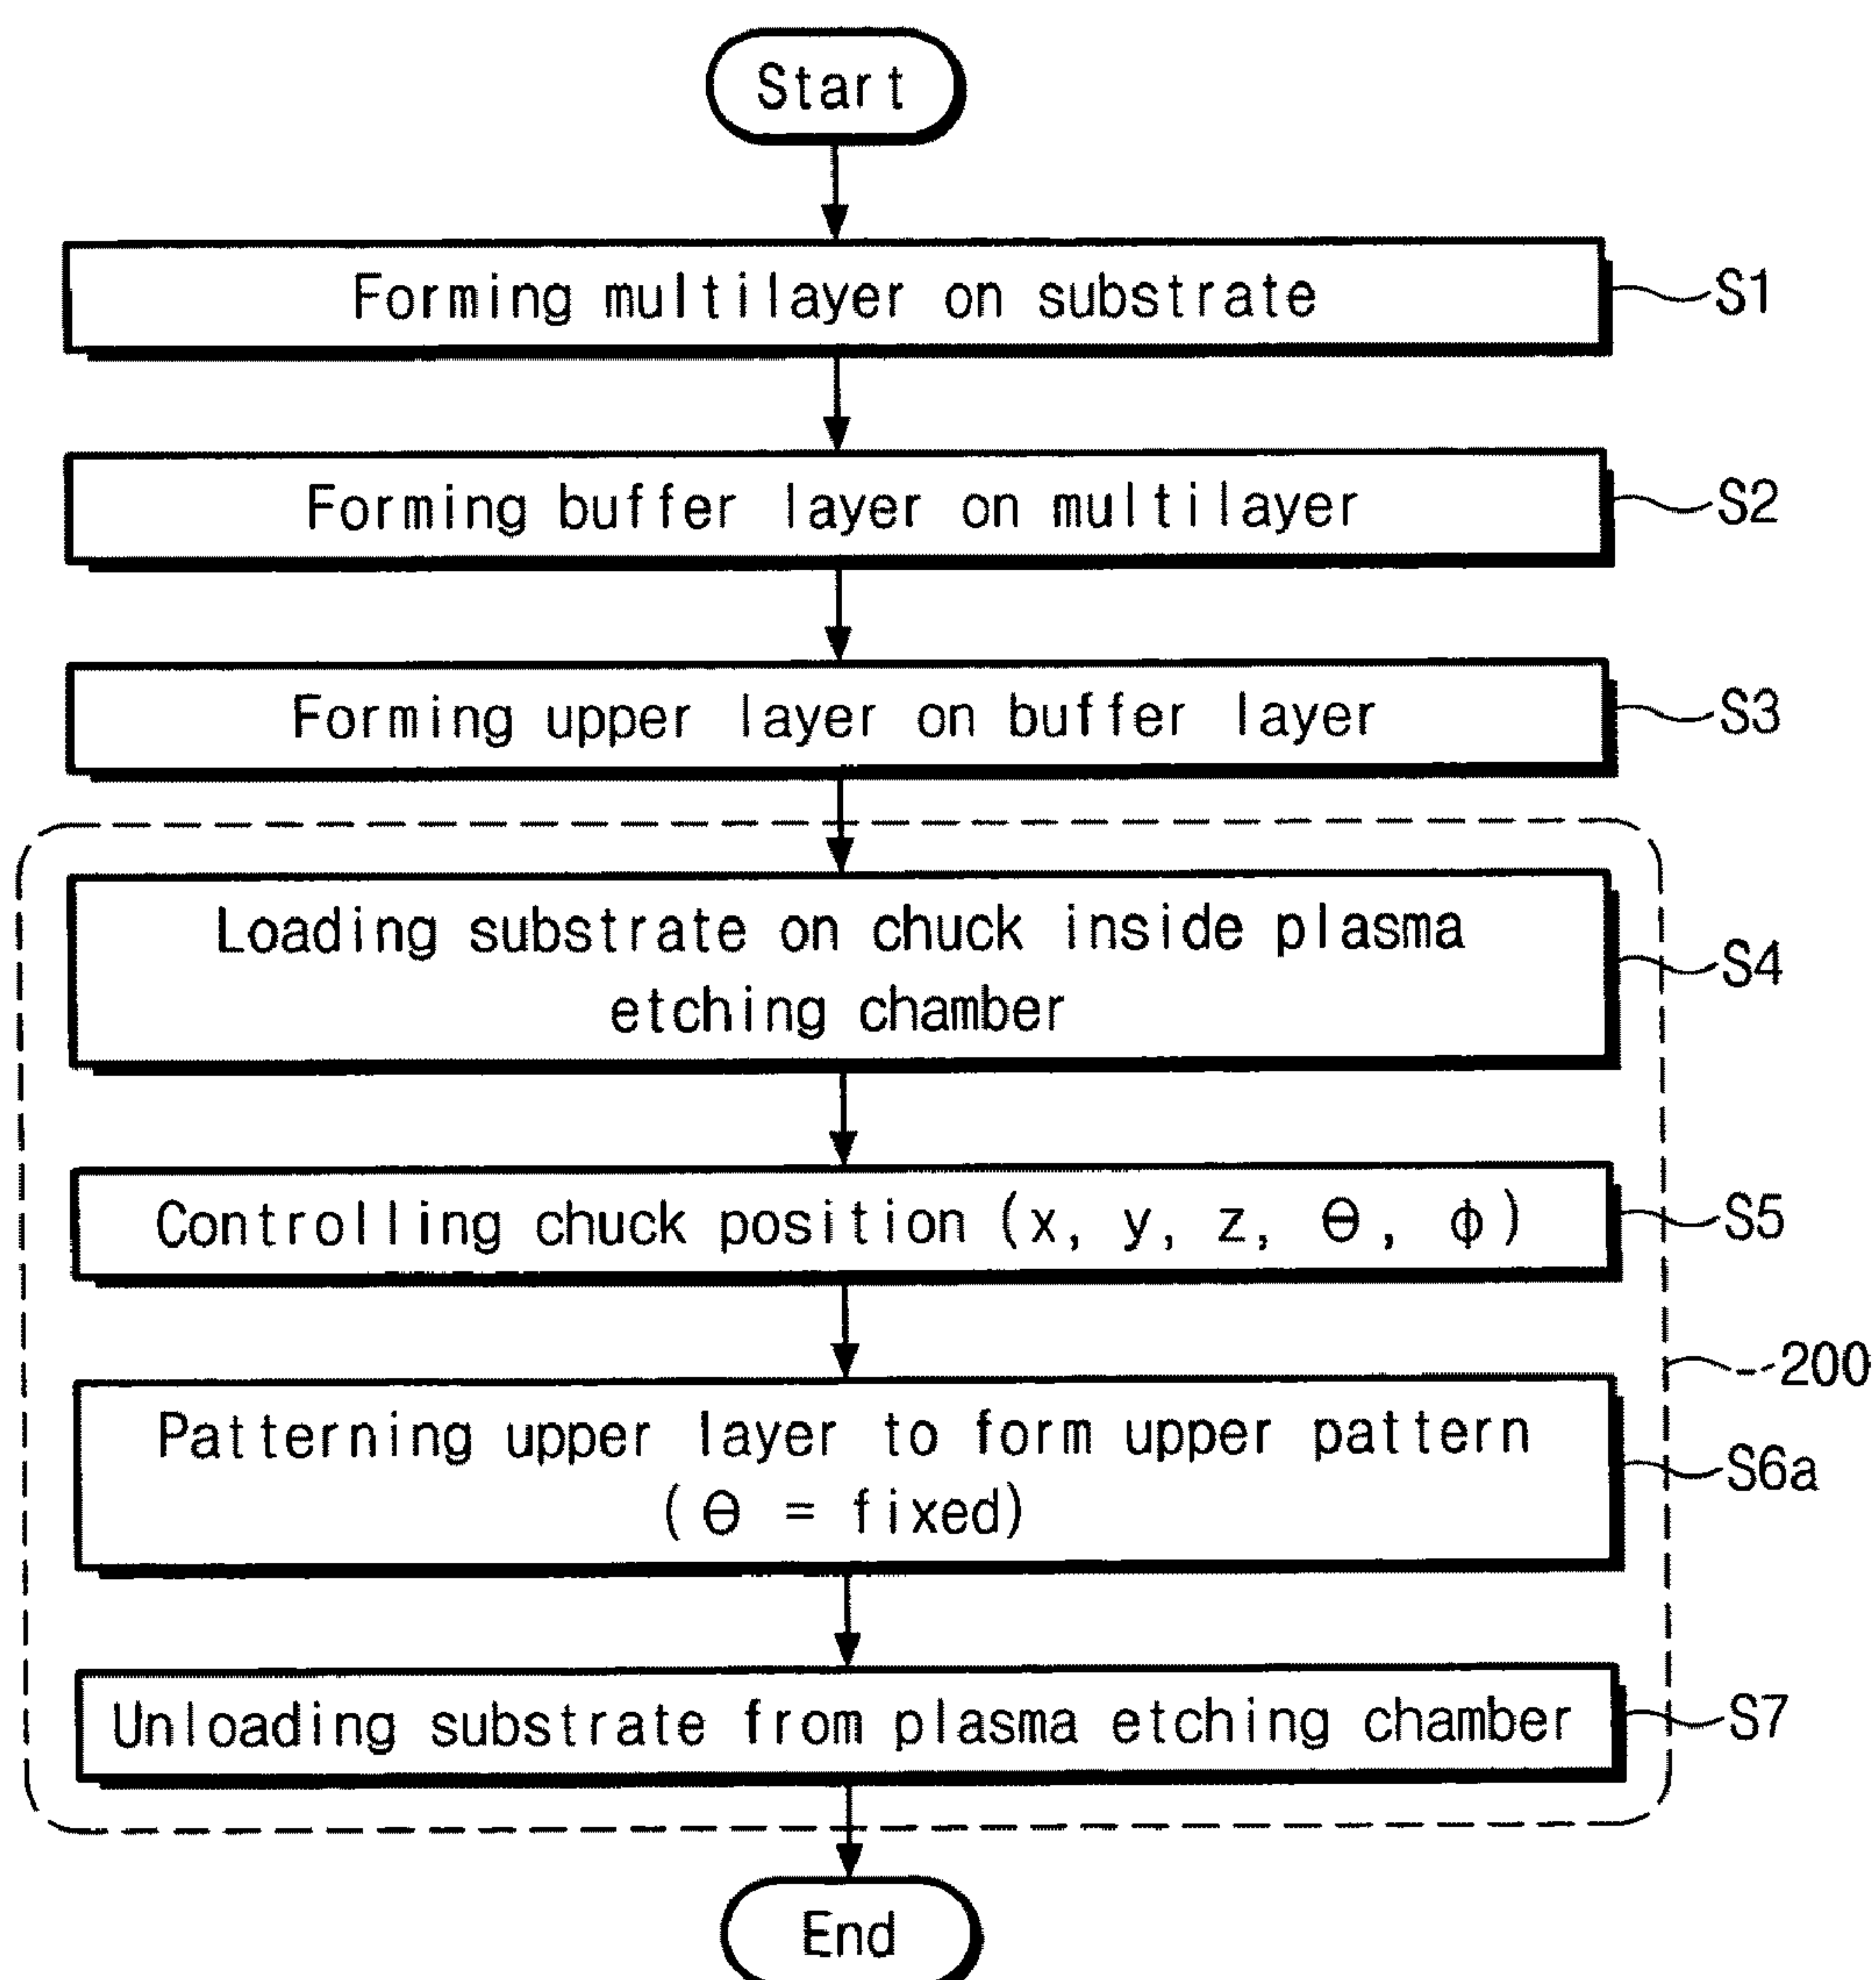 Start
Forming multilayer on substrate
S1
Forming buffer layer on multilayer
S2
Forming upper layer on buffer layer
S3
Loading substrate on chuck inside plasma
etching chamber
S4
Controlling chuck position (x, y, z, θ, ϕ)
S5
200
Patterning upper layer to form upper pattern
(θ = fixed)
S6a
Unloading substrate from plasma etching chamber
S7
End